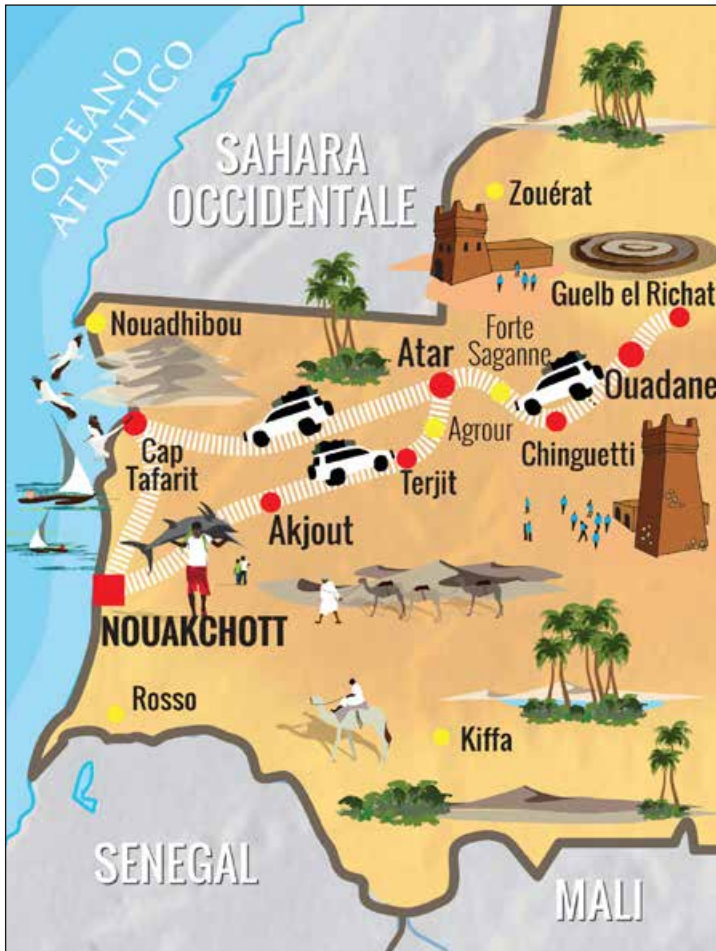 OCEANO
ATLANTICO
SAHARA
OCCIDENTALE
Zouérat
Guelb el Richat
Nouadhibou
Forte
Saganne
Atar
Ouadane
Agrour
Chinguetti
Cap
Tafarit
Terjit
Akjout
NOUAKCHOTT
Rosso
Kiffa
SENEGAL
MALI